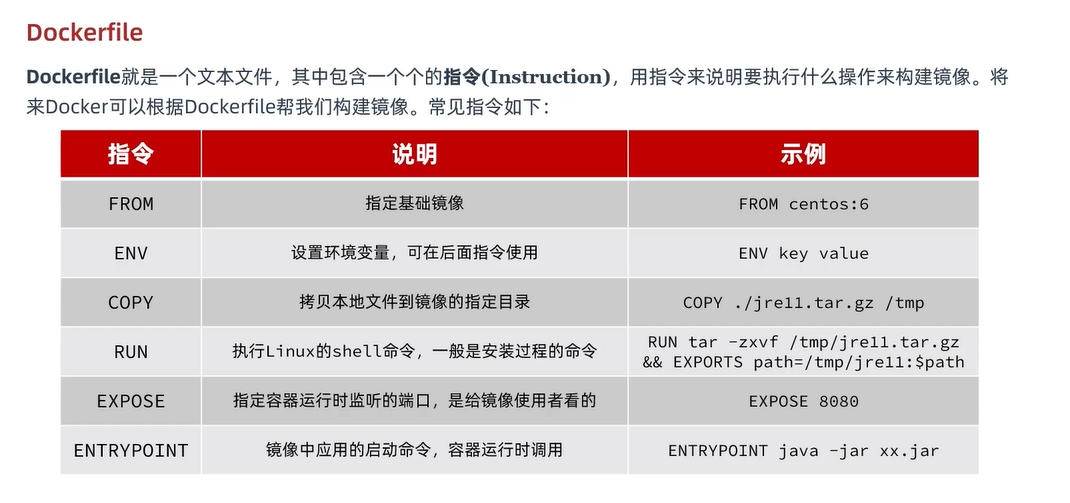 Dockerfile
Dockerfile就是一个文本文件，其中包含一个个的指令(Instruction)，用指令来说明要执行什么操作来构建镜像。将
来Docker可以根据Dockerfile帮我们构建镜像。常见指令如下：
指令 说明 示例
FROM 指定基础镜像 FROM centos:6
ENV 设置环境变量，可在后面指令使用 ENV key value
COPY 拷贝本地文件到镜像的指定目录 COPY ./jre11.tar.gz /tmp
RUN 执行Linux的shell命令，一般是安装过程的命令 RUN tar -zxvf /tmp/jre11.tar.gz
&& EXPORTS path=/tmp/jre11:$path
EXPOSE 指定容器运行时监听的端口，是给镜像使用者看的 EXPOSE 8080
ENTRYPOINT 镜像中应用的启动命令，容器运行时调用 ENTRYPOINT java -jar xx.jar